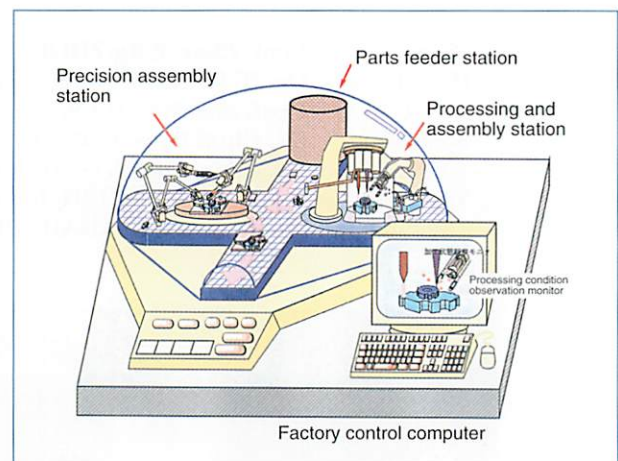 Parts feeder station
Precision assembly
station
Processing and
assembly station
Processing condition
observation monitor
Factory control computer